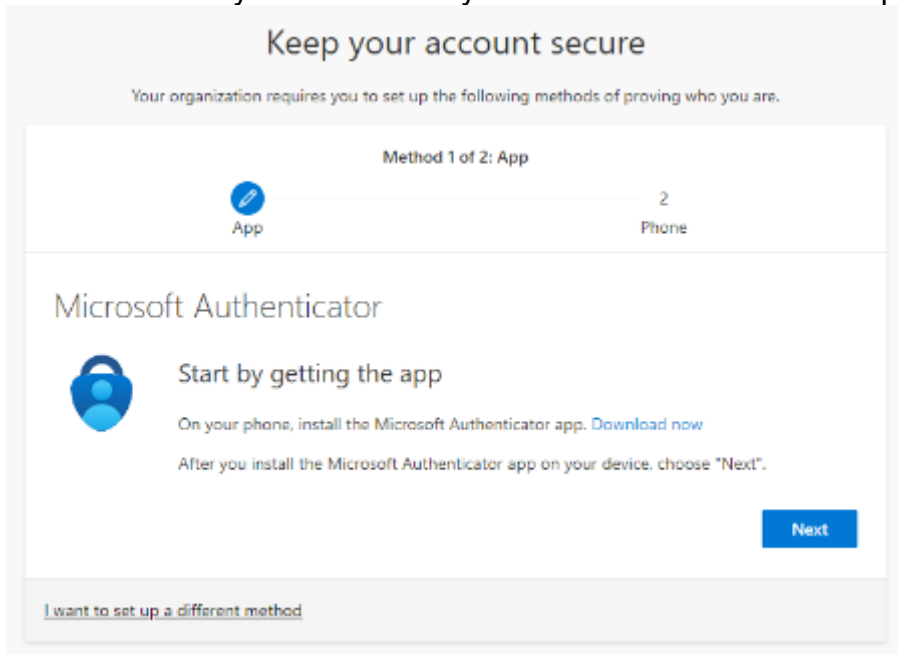 Keep your account secure
Your organization requires you to set up the following methods of proving who you are.
Method 1 of 2: App
2
App
Phone
Microsoft Authenticator
Start by getting the app
On your phone, install the Microsoft Authenticator app. Download now
After you install the Microsoft Authenticator app on your device, choose "Next".
Next
I want to set up a different method